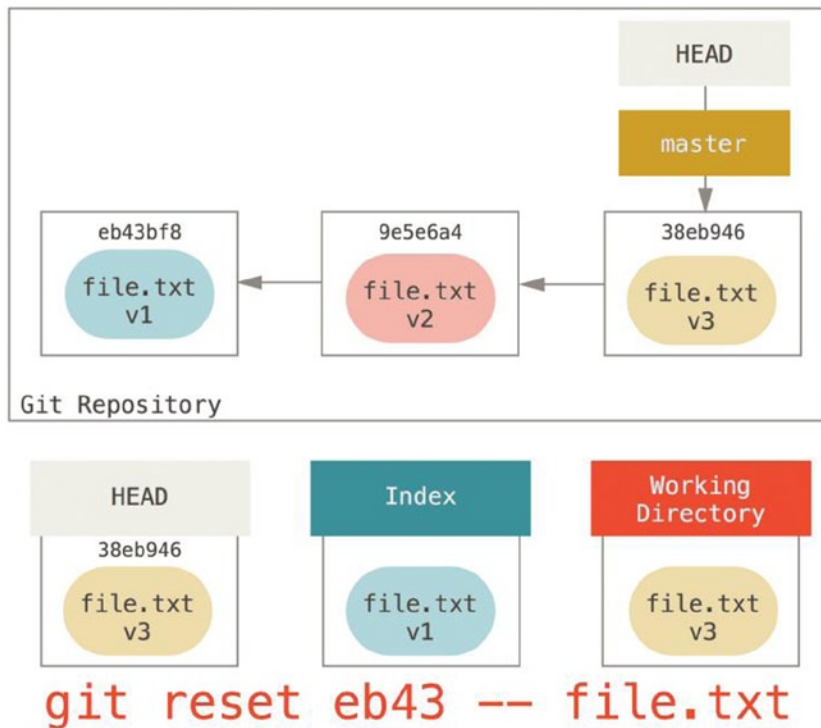 HEAD
master
eb43bf8
9e5e6a4
38eb946
file.txt
v1
file.txt
v2
file.txt
v3
Git Repository
HEAD
Index
Working
Directory
38eb946
file.txt
v3
file.txt
v1
file.txt
v3
git reset eb43 -- file.txt